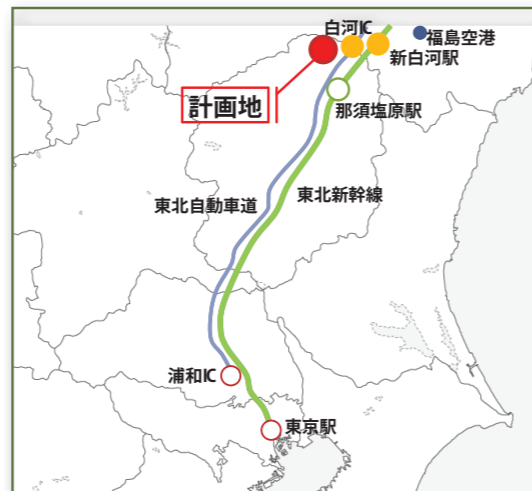 白河IC
福島空港
新白河駅
計画地
那須塩原駅
東北自動車道
東北新幹線
浦和IC
東京駅